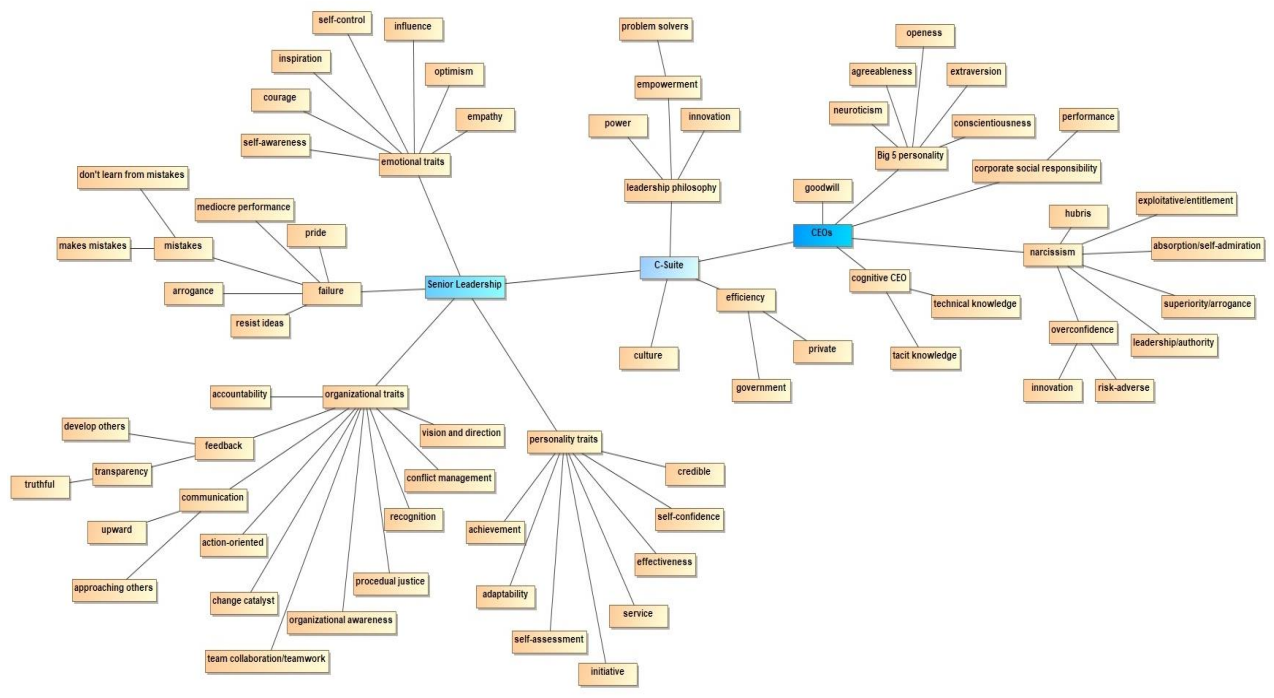 self-control
influence
problem solvers
openess
inspiration
optimism
agreeableness
extraversion
empowerment
courage
neuroticism
empathy
power
innovation
performance
conscientiousness
self-awareness
emotional traits
Big 5 personality
corporate social responsibility
don't learn from mistakes
leadership philosophy
goodwill
mediocre performance
exploitative/entitlement
hubris
pride
CEOs
makes mistakes
mistakes
absorption/self-admiration
narcissism
C-Suite
cognitive CEO
Senior Leadership
arrogance
failure
efficiency
technical knowledge
superiority/arrogance
resist ideas
overconfidence
leadership/authority
private
culture
tacit knowledge
government
innovation
risk-adverse
accountability
organizational traits
develop others
vision and direction
personality traits
feedback
truthful
transparency
credible
conflict management
communication
upward
recognition
self-confidence
achievement
action-oriented
effectiveness
approaching others
procedual justice
adaptability
change catalyst
service
organizational awareness
self-assessment
team collaboration/teamwork
initiative